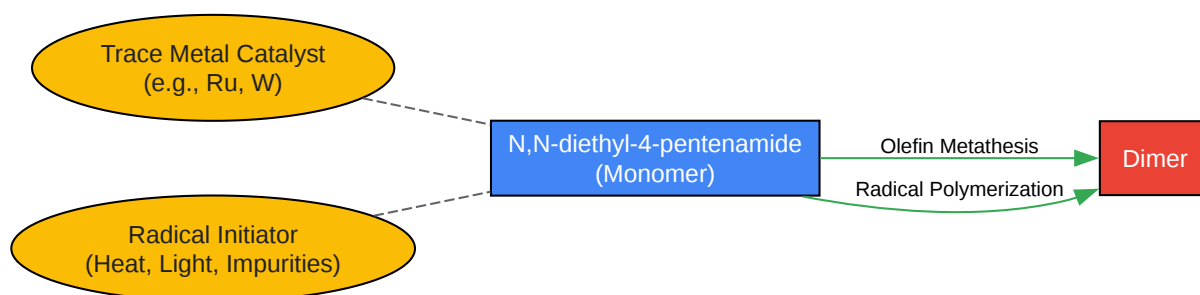 Trace Metal Catalyst
(e.g., Ru, W)
N,N-diethyl-4-pentenamide
(Monomer)
Olefin Metathesis
Radical Polymerization
Dimer
Radical Initiator
(Heat, Light, Impurities)